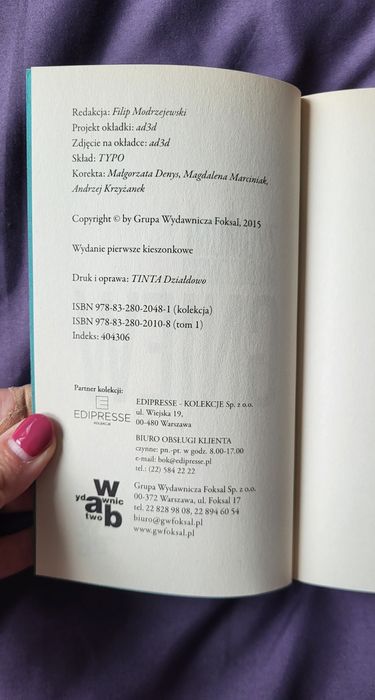 Redakcja: Filip Modrzejewski
Projekt okładki: ad3d
Zdjęcie na okładce: ad3d
Skład: TYPO
Korekta: Małgorzata Denys, Magdalena Marciniak,
Andrzej Krzyżanek
Copyright © by Grupa Wydawnicza Foksal, 2015
Wydanie pierwsze kieszonkowe
Druk i oprawa: TINTA Działdowo
ISBN 978-83-280-2048-1 (kolekcja)
ISBN 978-83-280-2010-8 (tom 1)
Indeks: 404306
Partner kolekcji:
EDIPRESSE
KOLEKCJE
EDIPRESSE - KOLEKCJE Sp. z o.o.
ul. Wiejska 19,
00-480 Warszawa
BIURO OBSŁUGI KLIENTA
czynne: pn.-pt. w godz. 8.00-17.00
e-mail: bok@edipresse.pl
tel.: (22) 584 22 22
wydawnictwo
wab
Grupa Wydawnicza Foksal Sp. z o.o.
00-372 Warszawa, ul. Foksal 17
tel. 22 828 98 08, 22 894 60 54
biuro@gwfoksal.pl
www.gwfoksal.pl